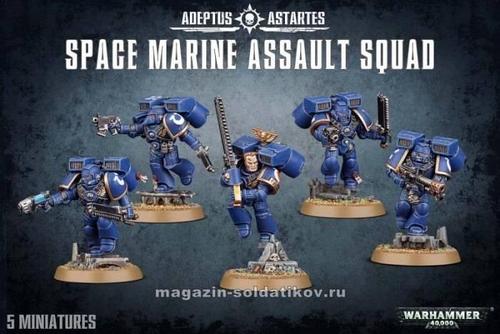 ADEPTUS ASTARTES
SPACE MARINE ASSAULT SQUAD
magazin-soldatikov.ru
5 MINIATURES
WARHAMMER
40,000